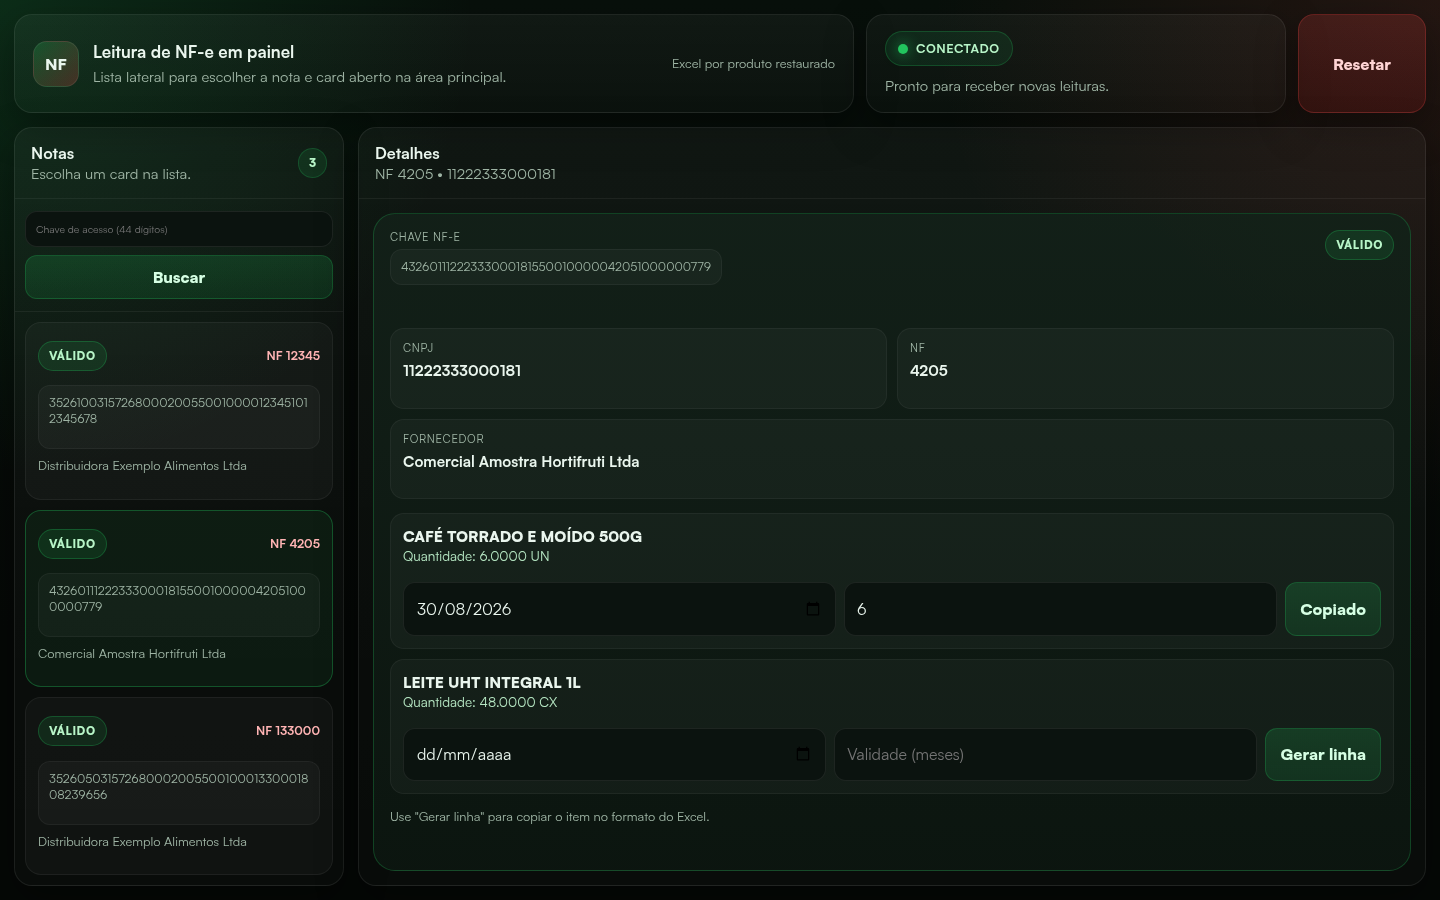 NF
Leitura de NF-e em painel
Lista lateral para escolher a nota e card aberto na área principal.
Excel por produto restaurado
CONECTADO
Pronto para receber novas leituras.
Resetar
Notas
Escolha um card na lista.
3
Chave de acesso (44 dígitos)
Buscar
VÁLIDO
NF 12345
3526100315726800020055001000012345101
2345678
Distribuidora Exemplo Alimentos Ltda
VÁLIDO
NF 4205
4326011122233300018155001000004205100
0000779
Comercial Amostra Hortifruti Ltda
VÁLIDO
NF 133000
352605031572680002005500100013300018
08239656
Distribuidora Exemplo Alimentos Ltda
Detalhes
NF 4205 • 11222333000181
CHAVE NF-E
43260111222333000181550010000042051000000779
VÁLIDO
CNPJ
11222333000181
NF
4205
FORNECEDOR
Comercial Amostra Hortifruti Ltda
CAFÉ TORRADO E MOÍDO 500G
Quantidade: 6.0000 UN
30/08/2026
6
Copiado
LEITE UHT INTEGRAL 1L
Quantidade: 48.0000 CX
dd/mm/aaaa
Validade (meses)
Gerar linha
Use "Gerar linha" para copiar o item no formato do Excel.